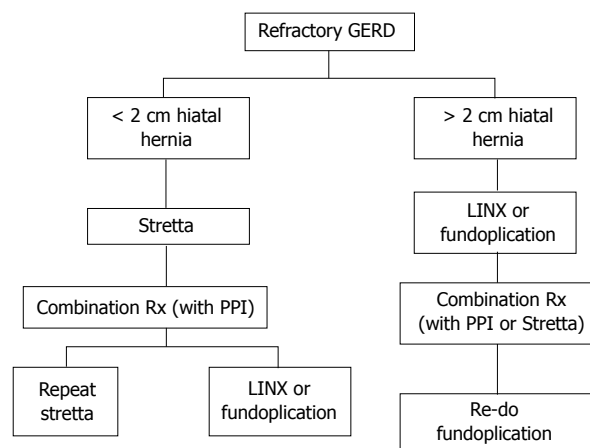 Refractory GERD
< 2 cm hiatal
hernia
> 2 cm hiatal
hernia
Stretta
LINX or
fundoplication
Combination Rx (with PPI)
Combination Rx
(with PPI or Stretta)
Repeat
stretta
LINX or
fundoplication
Re-do
fundoplication